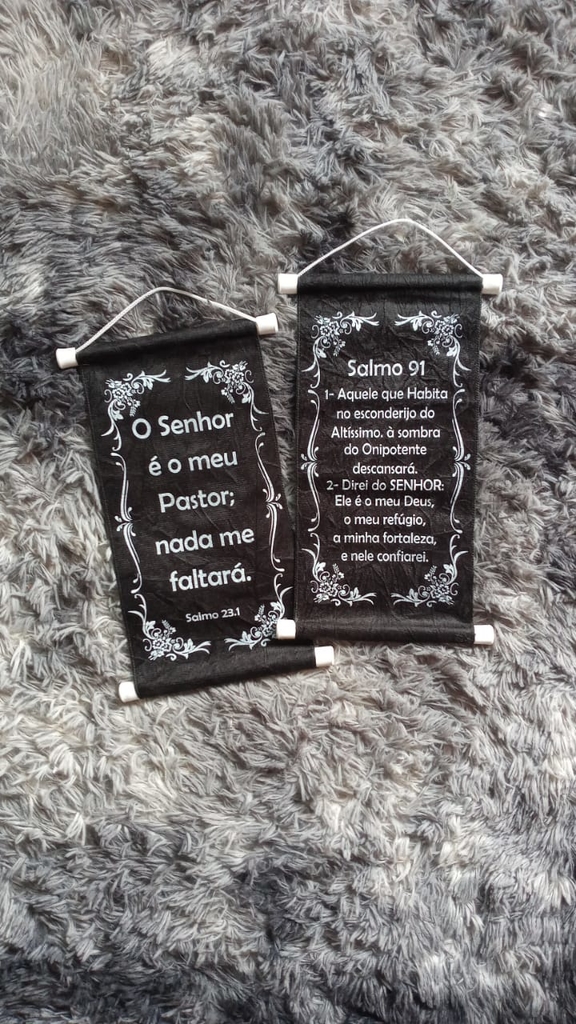 O Senhor
é o meu
Pastor;
nada me
faltará.
Salmo 23.1
Salmo 91
1- Aquele que Habita
no esconderijo do
Altíssimo. à sombra
do Onipotente
descansará.
2- Direi do SENHOR:
Ele é o meu Deus,
o meu refúgio,
a minha fortaleza,
e nele confiarei.